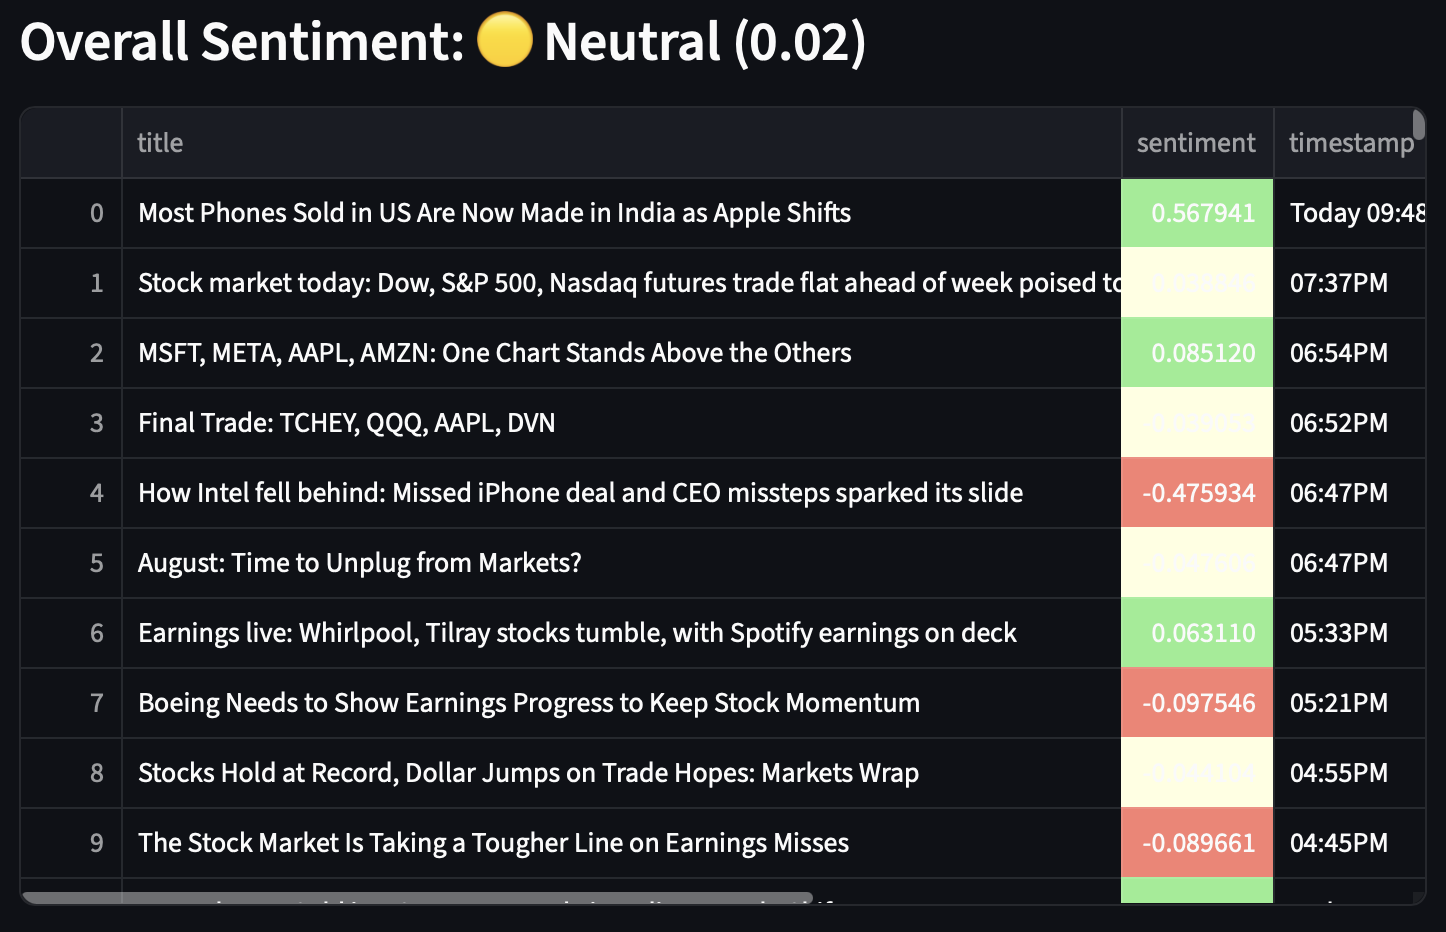 Overall Sentiment: 🟡 Neutral (0.02)
title sentiment timestamp
0 Most Phones Sold in US Are Now Made in India as Apple Shifts 0.567941 Today 09:48
1 Stock market today: Dow, S&P 500, Nasdaq futures trade flat ahead of week poised to 07:37PM
2 MSFT, META, AAPL, AMZN: One Chart Stands Above the Others 0.085120 06:54PM
3 Final Trade: TCHEY, QQQ, AAPL, DVN 06:52PM
4 How Intel fell behind: Missed iPhone deal and CEO missteps sparked its slide -0.475934 06:47PM
5 August: Time to Unplug from Markets? 06:47PM
6 Earnings live: Whirlpool, Tilray stocks tumble, with Spotify earnings on deck 0.063110 05:33PM
7 Boeing Needs to Show Earnings Progress to Keep Stock Momentum -0.097546 05:21PM
8 Stocks Hold at Record, Dollar Jumps on Trade Hopes: Markets Wrap 04:55PM
9 The Stock Market Is Taking a Tougher Line on Earnings Misses -0.089661 04:45PM